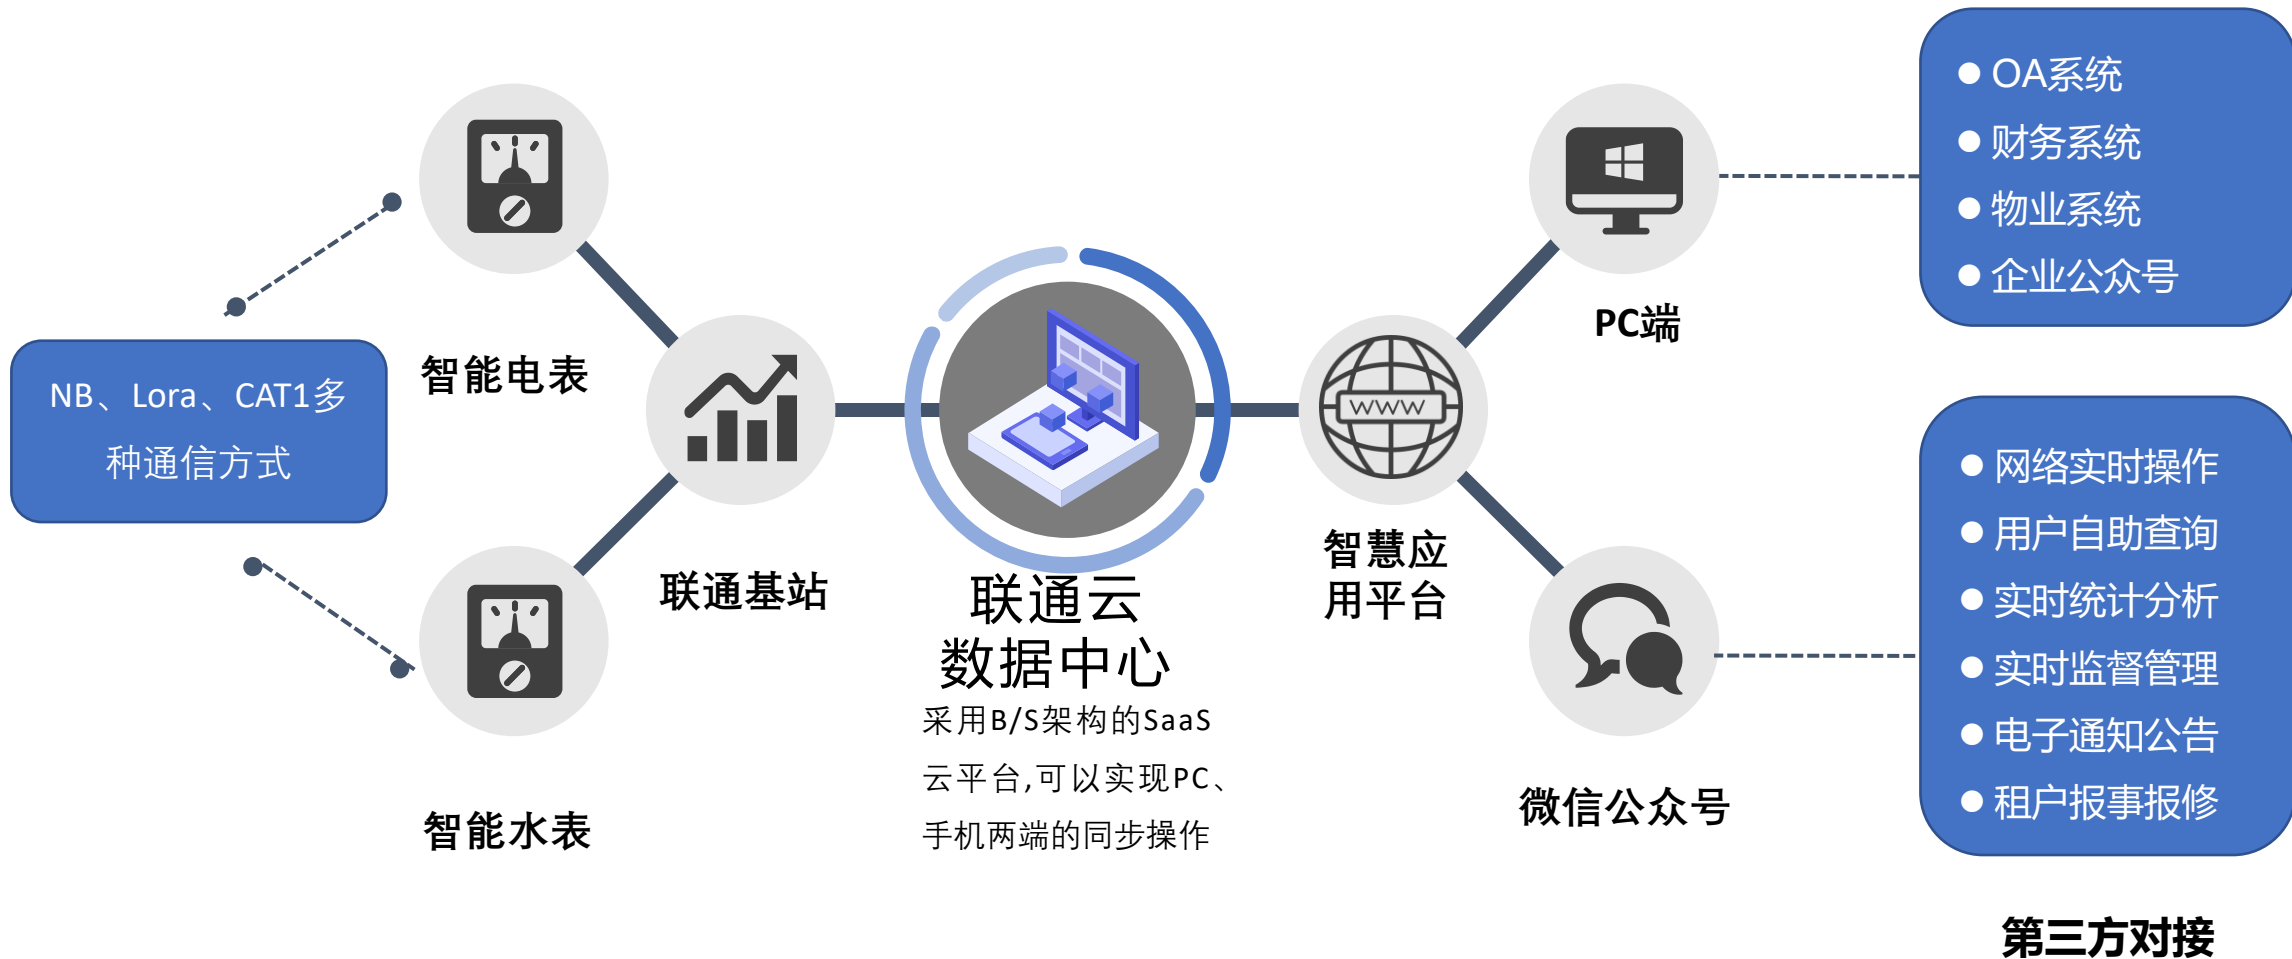 NB、Lora、CAT1多
种通信方式
智能电表
智能水表
联通基站
联通云
数据中心
采用B/S架构的SaaS
云平台,可以实现PC、
手机两端的同步操作
WWW
智慧应
用平台
PC端
微信公众号
OA系统
财务系统
物业系统
企业公众号
网络实时操作
用户自助查询
实时统计分析
实时监督管理
电子通知公告
租户报事报修
第三方对接